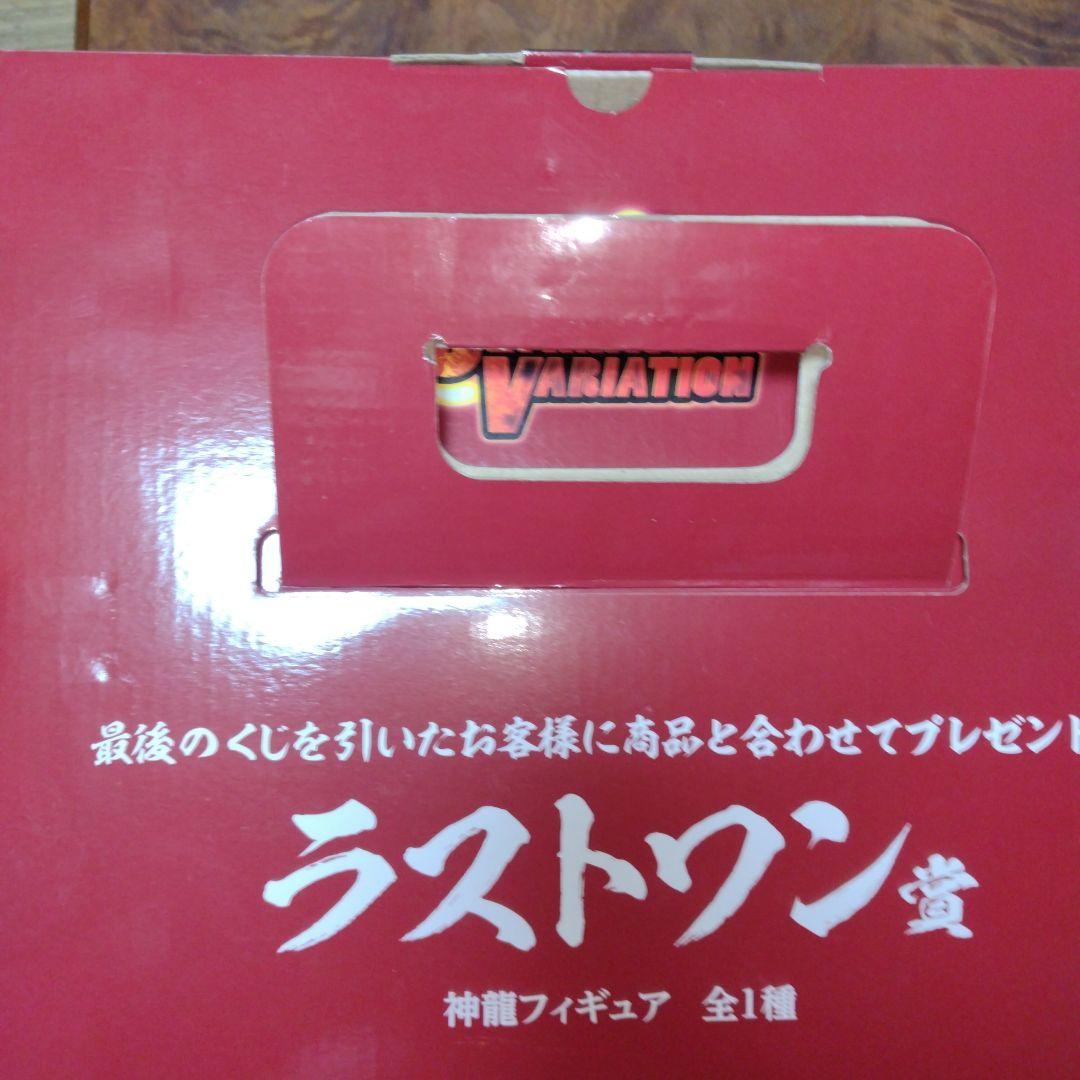 VARIATION
最後のくじを引いたお客様に商品と合わせてプレゼント
ラストワン賞
神龍フィギュア 全1種